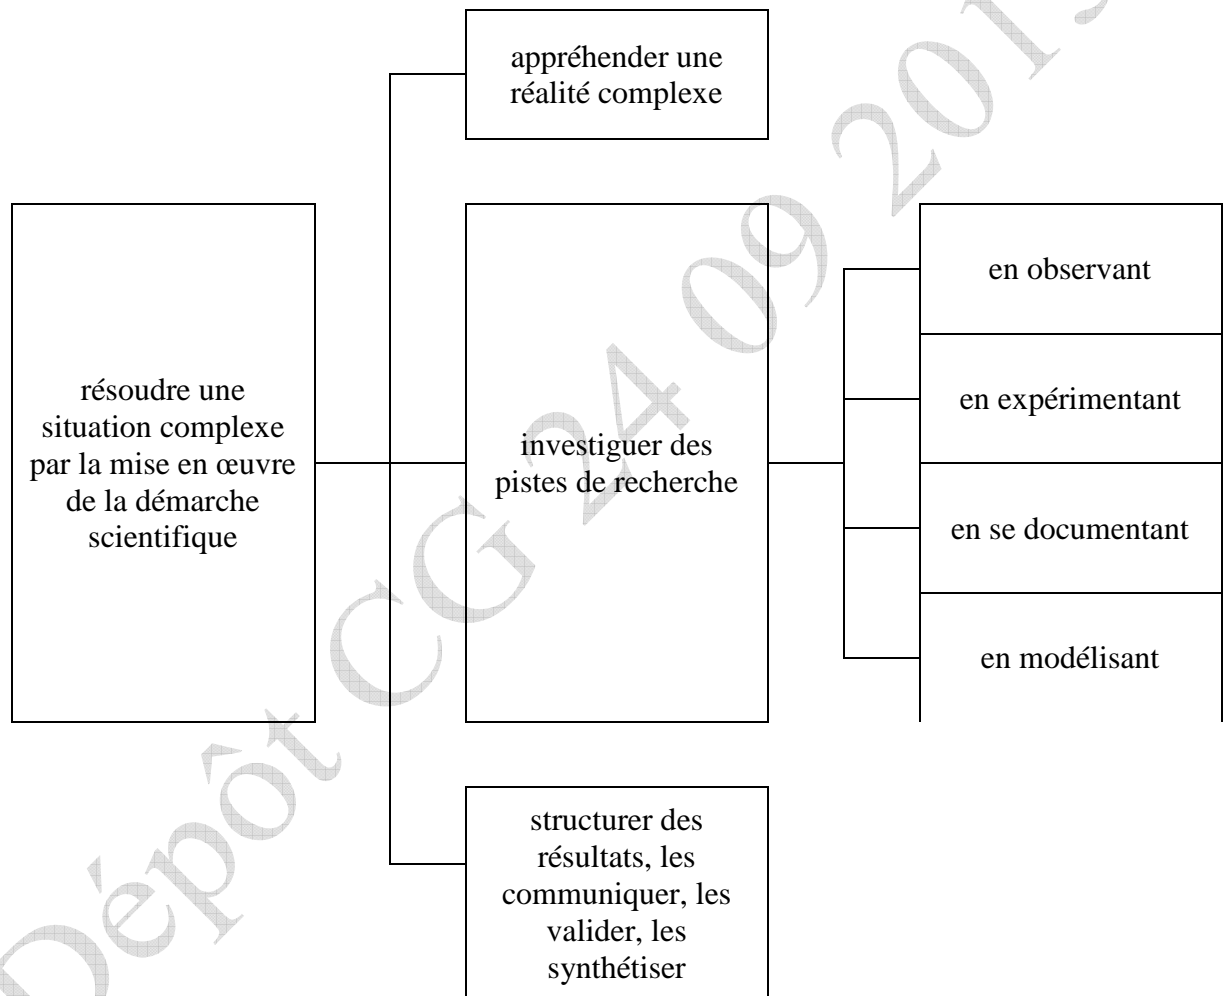 appréhender une
réalité complexe
résoudre une
situation complexe
par la mise en œuvre
de la démarche
scientifique
investiguer des
pistes de recherche
en observant
en expérimentant
en se documentant
en modélisant
structurer des
résultats, les
communiquer, les
valider, les
synthétiser
Dépôt CG 24 09 201